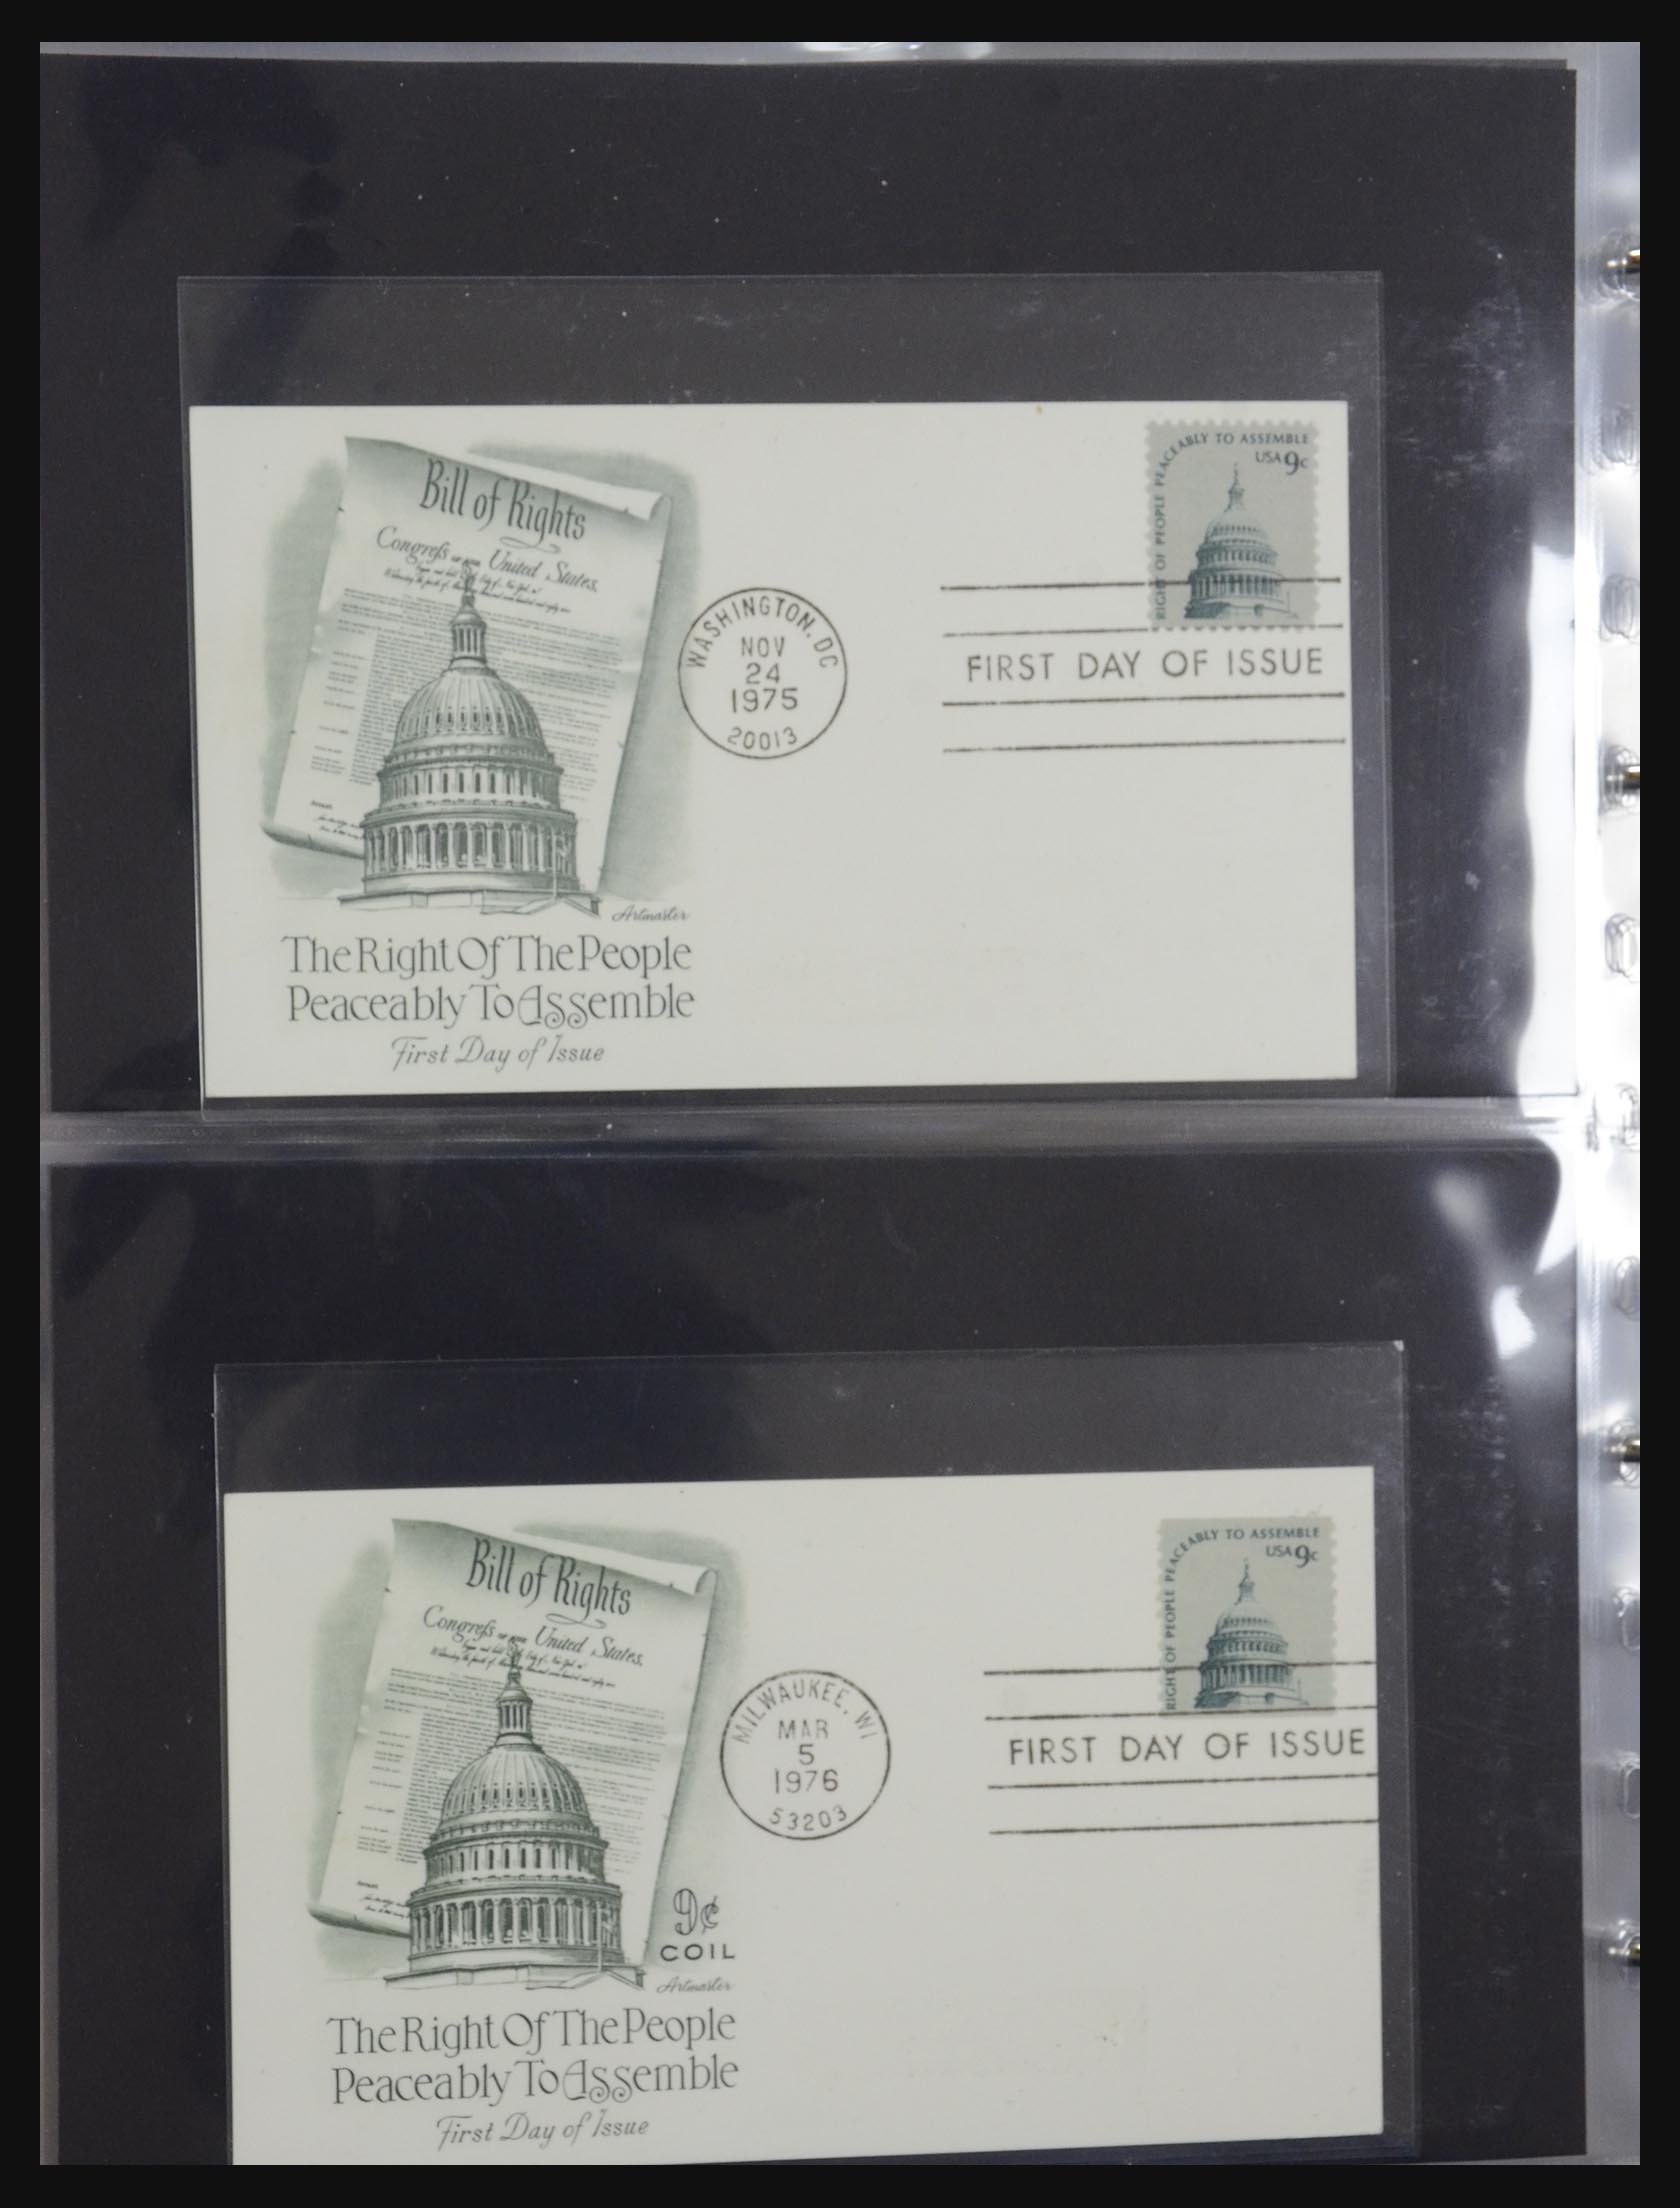 Bill of Rights
Congreſs
United States,
Artmaster
The Right Of The People
Peaceably To Assemble
First Day of Issue
WASHINGTON, DC
NOV
24
1975
20013
RIGHT OF PEOPLE PEACEABLY TO ASSEMBLE
USA 9c
FIRST DAY OF ISSUE
Bill of Rights
Congreſs
United States,
9¢
COIL
Artmaster
The Right Of The People
Peaceably To Assemble
First Day of Issue
MILWAUKEE, WI
MAR
5
1976
53203
RIGHT OF PEOPLE PEACEABLY TO ASSEMBLE
USA 9c
FIRST DAY OF ISSUE